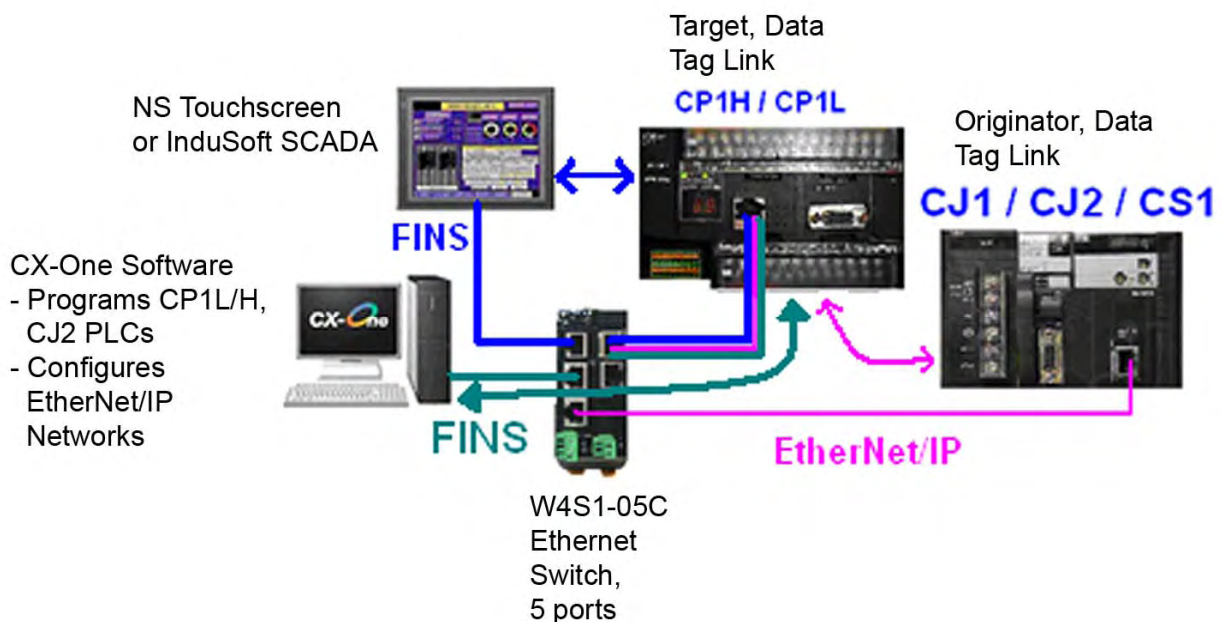 Target, Data
Tag Link
CP1H / CP1L
NS Touchscreen
or InduSoft SCADA
Originator, Data
Tag Link
CJ1 / CJ2 / CS1
FINS
CX-One Software
- Programs CP1L/H,
CJ2 PLCs
- Configures
EtherNet/IP
Networks
CX-One
FINS
EtherNet/IP
W4S1-05C
Ethernet
Switch,
5 ports